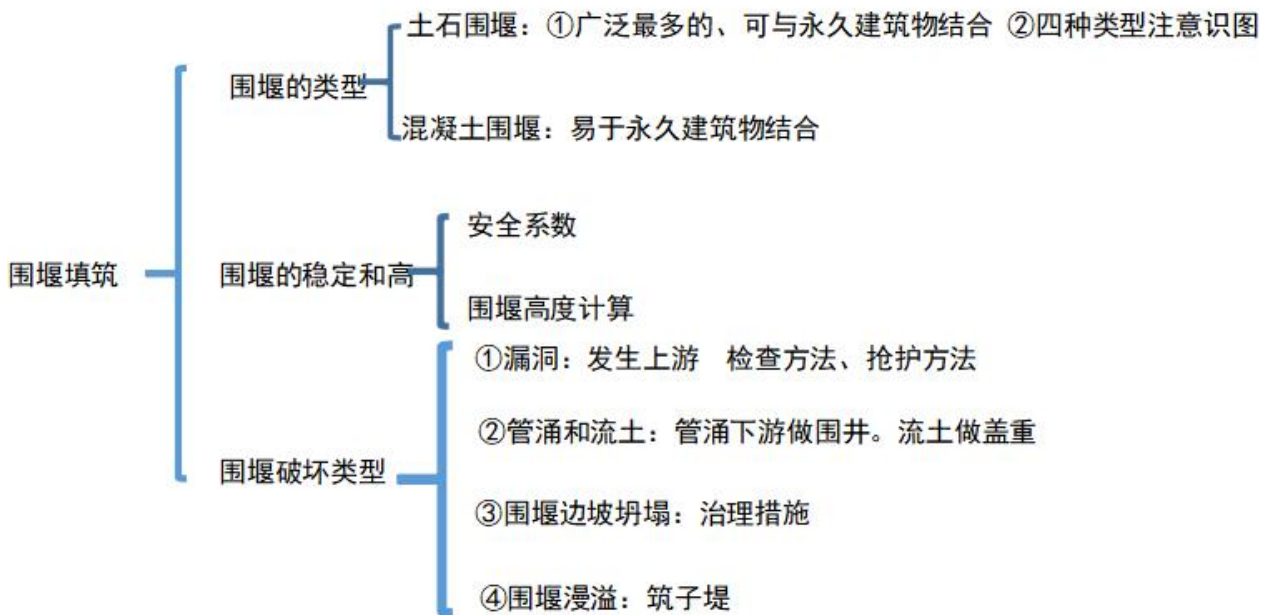 围堰填筑
围堰的类型
土石围堰：①广泛最多的、可与永久建筑物结合 ②四种类型注意识图
混凝土围堰：易于永久建筑物结合
围堰的稳定和高
安全系数
围堰高度计算
围堰破坏类型
①漏洞：发生上游 检查方法、抢护方法
②管涌和流土：管涌下游做围井。流土做盖重
③围堰边坡坍塌：治理措施
④围堰漫溢：筑子堤